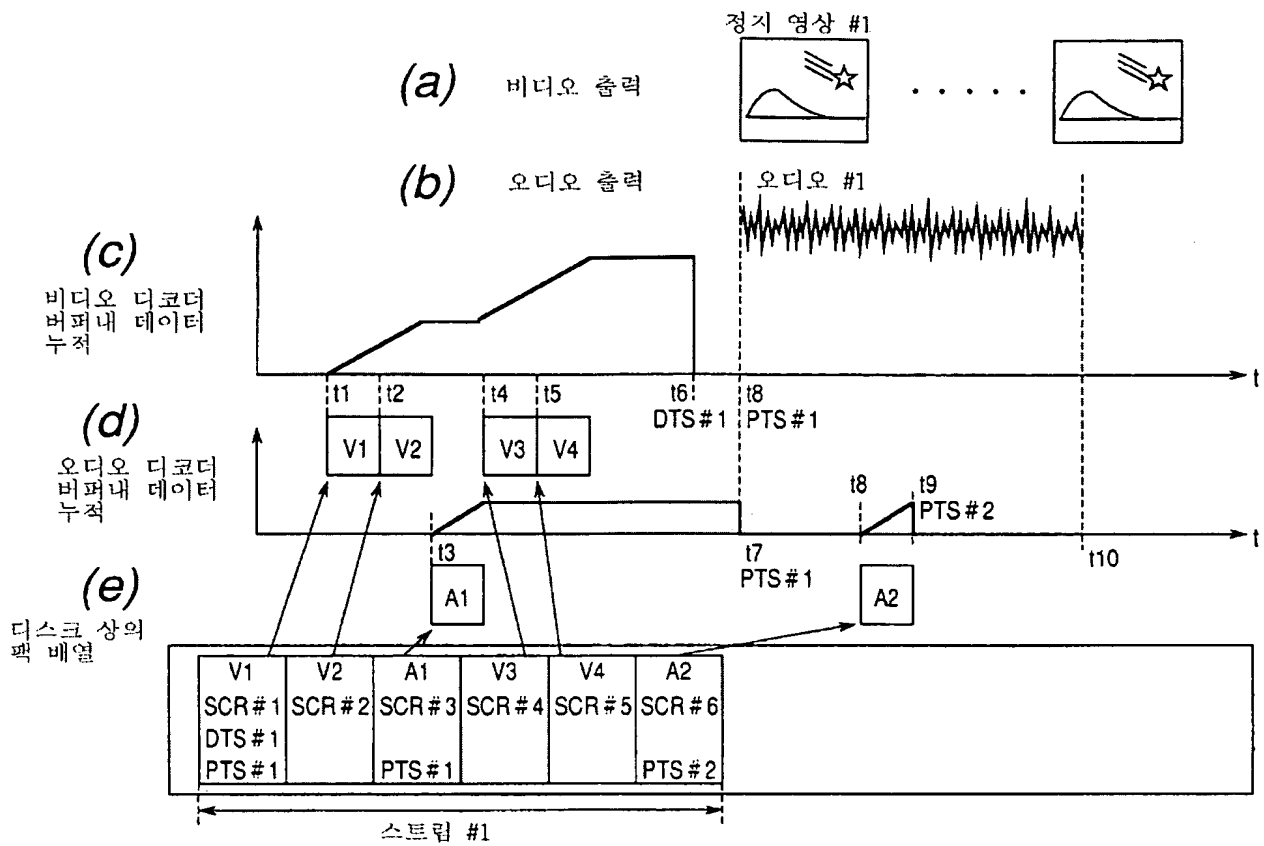 정지 영상 #1
(a) 비디오 출력
(b) 오디오 출력
오디오 #1
(c)
비디오 디코더
버퍼내 데이터
누적
t
t1 t2 t4 t5 t6 t8
DTS#1 PTS#1
V1 V2 V3 V4
(d)
오디오 디코더
버퍼내 데이터
누적
t8 t9
PTS#2
t
t3 t7 t10
PTS#1
A1 A2
(e)
디스크 상의
팩 배열
V1 V2 A1 V3 V4 A2
SCR#1 SCR#2 SCR#3 SCR#4 SCR#5 SCR#6
DTS#1
PTS#1 PTS#1 PTS#2
스트림 #1